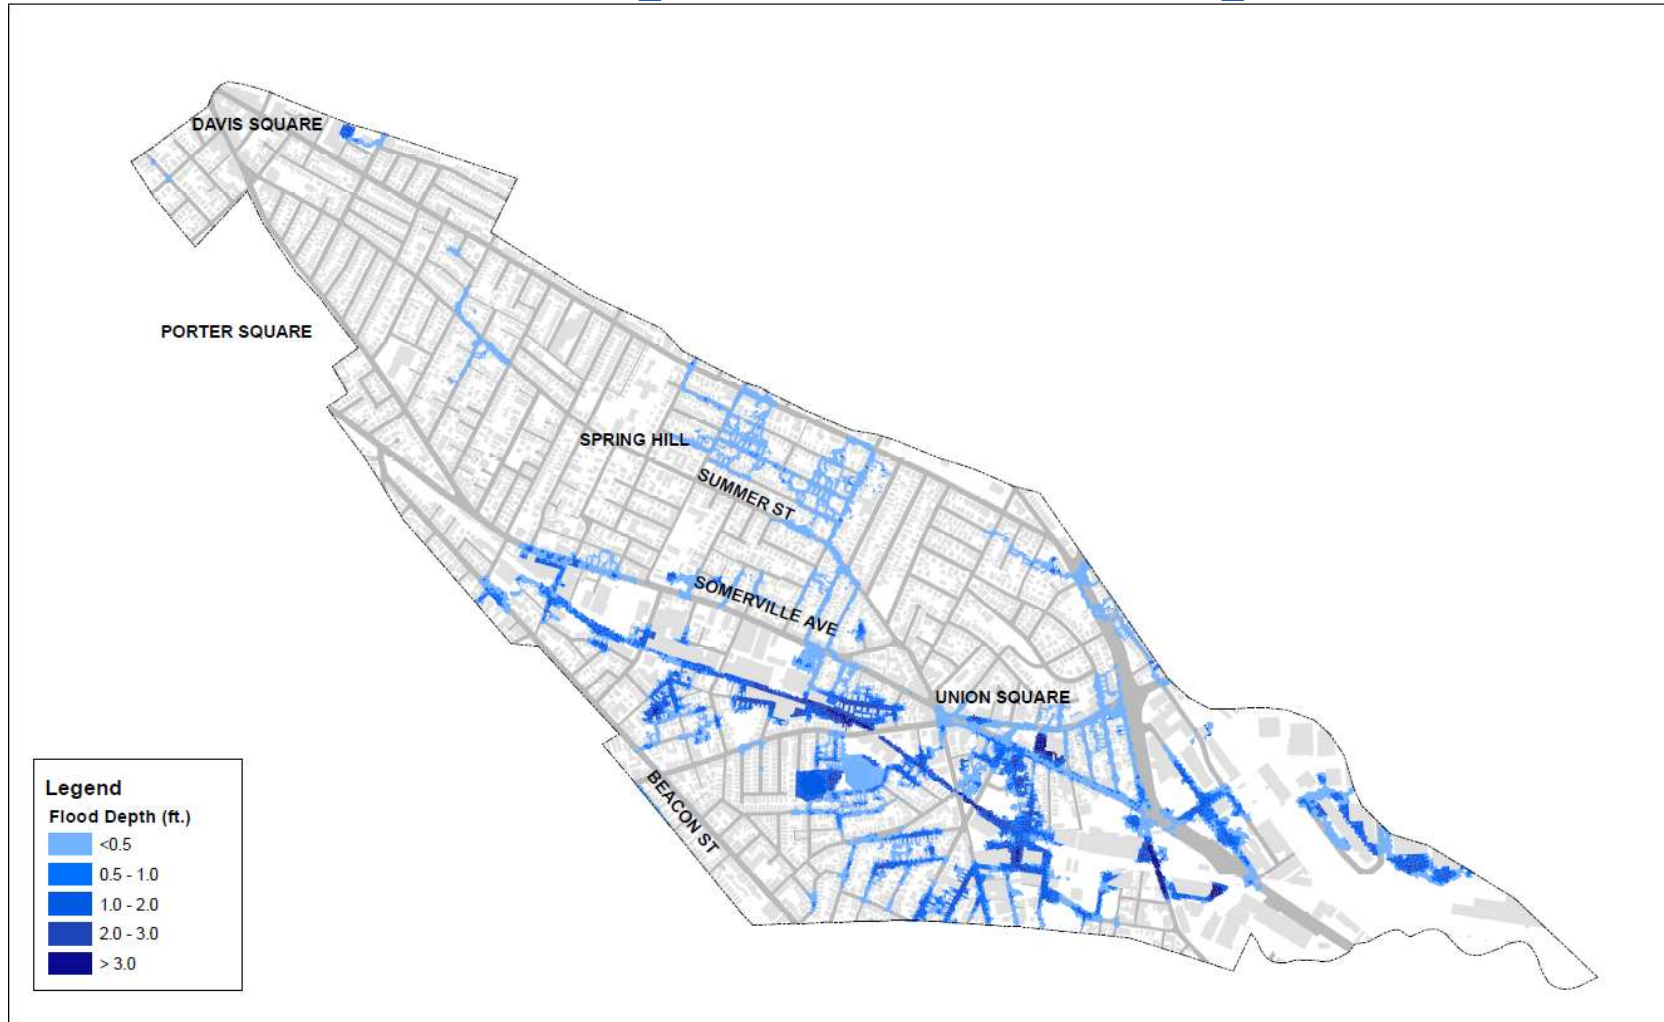 DAVIS SQUARE
PORTER SQUARE
SPRING HILL
SUMMER ST
SOMERVILLE AVE
UNION SQUARE
BEACON ST
Legend
Flood Depth (ft.)
<0.5
0.5 - 1.0
1.0 - 2.0
2.0 - 3.0
> 3.0